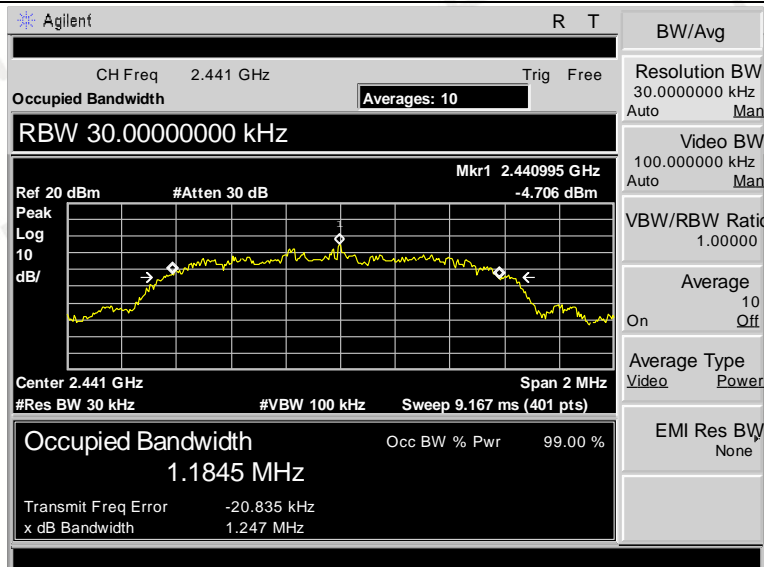 Agilent R T
CH Freq 2.441 GHz Trig Free
Occupied Bandwidth Averages: 10
RBW 30.00000000 kHz
Mkr1 2.440995 GHz
Ref 20 dBm #Atten 30 dB -4.706 dBm
Peak
Log
10
dB/
1
Center 2.441 GHz Span 2 MHz
#Res BW 30 kHz #VBW 100 kHz Sweep 9.167 ms (401 pts)
Occupied Bandwidth Occ BW % Pwr 99.00 %
1.1845 MHz
Transmit Freq Error -20.835 kHz
x dB Bandwidth 1.247 MHz
BW/Avg
Resolution BW
30.0000000 kHz
Auto Man
Video BW
100.000000 kHz
Auto Man
VBW/RBW Ratio
1.00000
Average
10
On Off
Average Type
Video Power
EMI Res BW
None